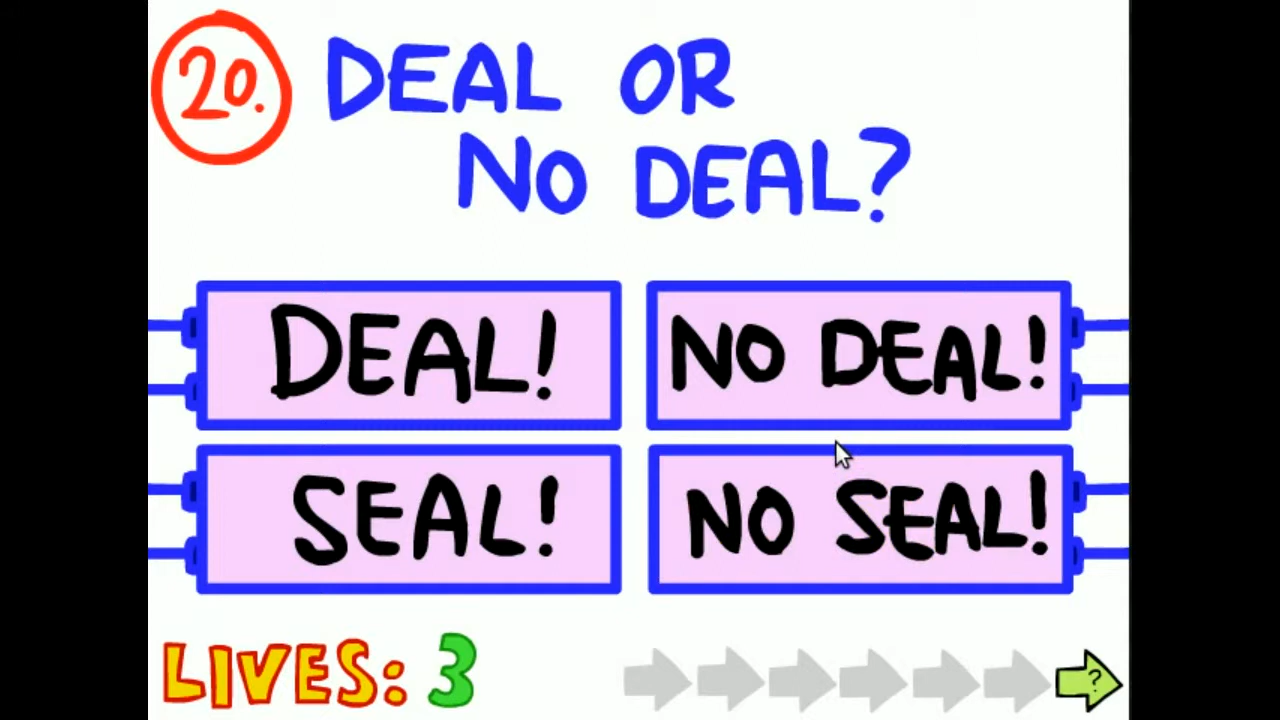 20.
DEAL OR
NO DEAL?
DEAL!
NO DEAL!
SEAL!
NO SEAL!
LIVES: 3
?